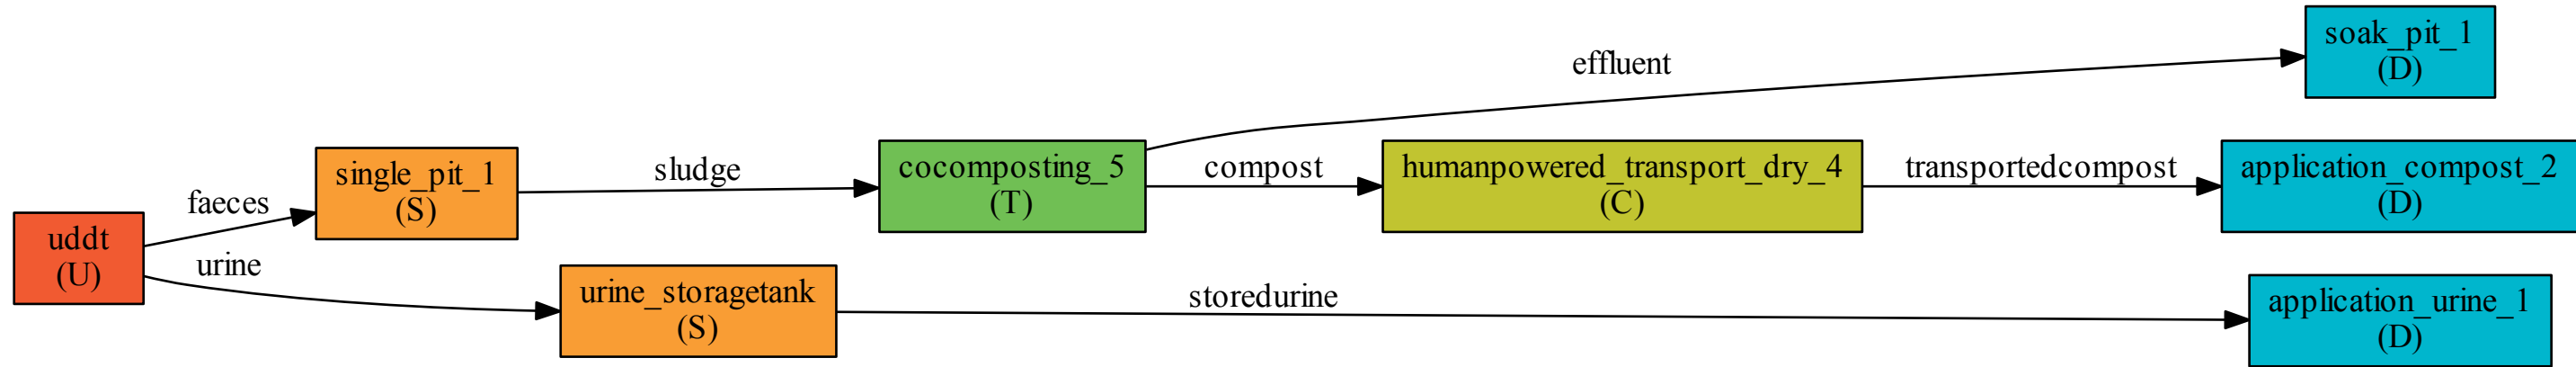 uddt
(U)
faeces
urine
single_pit_1
(S)
sludge
urine_storagetank
(S)
storedurine
cocomposting_5
(T)
effluent
compost
humanpowered_transport_dry_4
(C)
transportedcompost
soak_pit_1
(D)
application_compost_2
(D)
application_urine_1
(D)